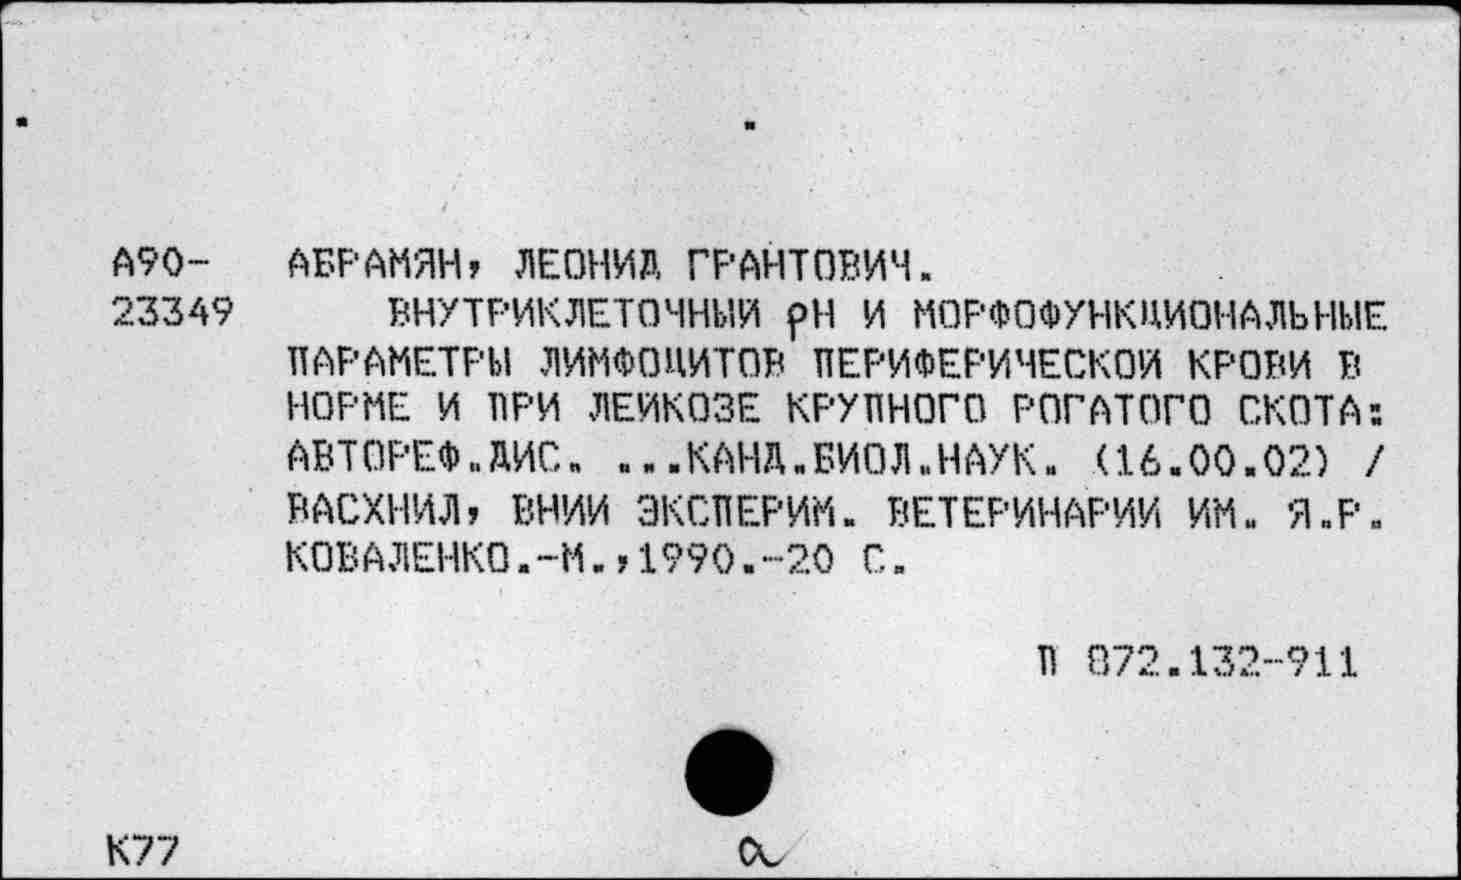 А90- АБРАМЯН, ЛЕОНИД ГРАНТОВИЧ.
23349 ВНУТРИКЛЕТОЧНЫЙ рН И МОРФОФУНКЦИОНАЛЬНЫЕ
ПАРАМЕТРЫ ЛИМФОЦИТОВ ПЕРИФЕРИЧЕСКОЙ КРОВИ В
НОРМЕ И ПРИ ЛЕЙКОЗЕ КРУПНОГО РОГАТОГО СКОТА:
АВТОРЕФ.ДИС. ...КАНД.БИОЛ.НАУК. (16.00.02) /
ВАСХНИЛ, ВНИИ ЭКСПЕРИМ. ВЕТЕРИНАРИИ ИМ. Я.Р.
КОВАЛЕНКО.-М.,1990.-20 С.
П 872.132-911
К77 а